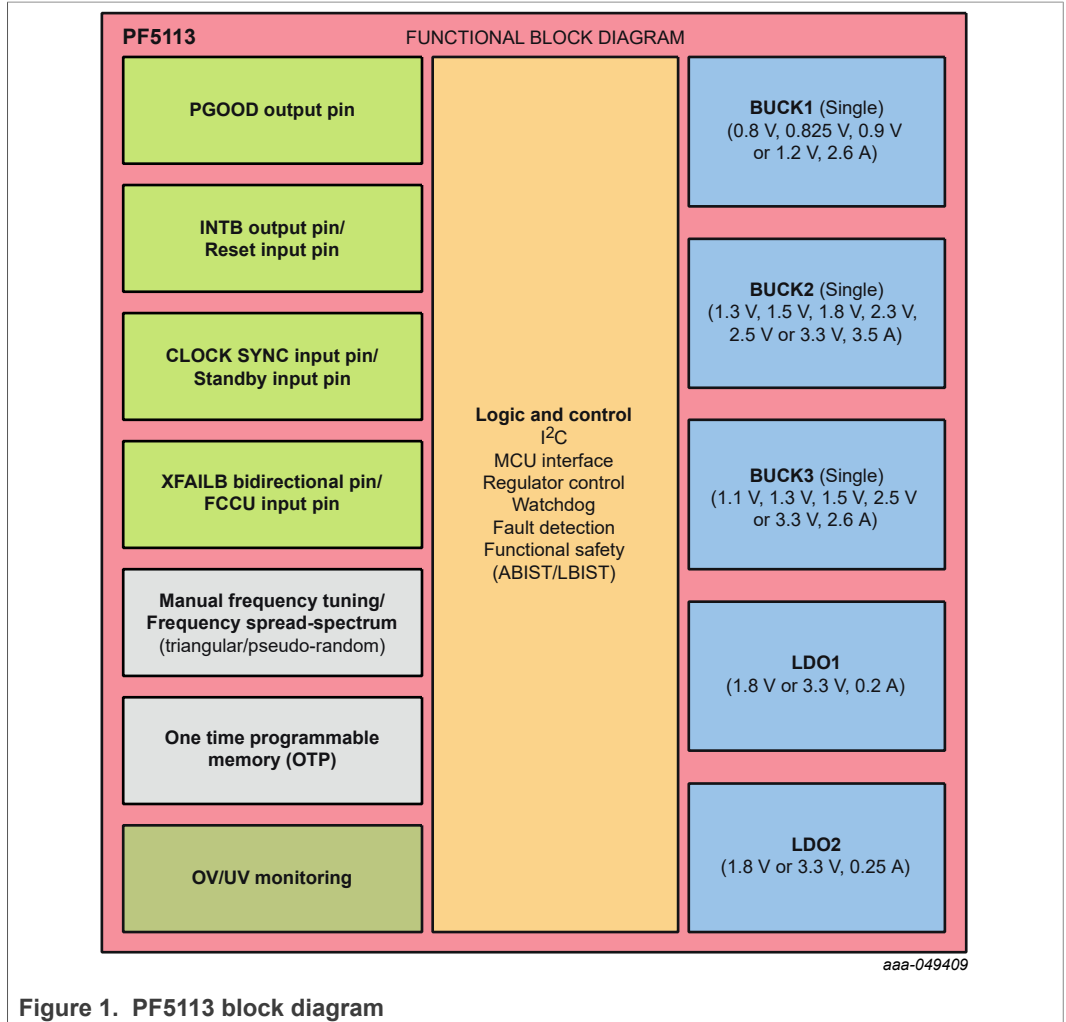 PF5113
FUNCTIONAL BLOCK DIAGRAM
PGOOD output pin
INTB output pin/
Reset input pin
CLOCK SYNC input pin/
Standby input pin
XFAILB bidirectional pin/
FCCU input pin
Manual frequency tuning/
Frequency spread-spectrum
(triangular/pseudo-random)
One time programmable
memory (OTP)
OV/UV monitoring
Logic and control
I²C
MCU interface
Regulator control
Watchdog
Fault detection
Functional safety
(ABIST/LBIST)
BUCK1 (Single)
(0.8 V, 0.825 V, 0.9 V
or 1.2 V, 2.6 A)
BUCK2 (Single)
(1.3 V, 1.5 V, 1.8 V, 2.3 V,
2.5 V or 3.3 V, 3.5 A)
BUCK3 (Single)
(1.1 V, 1.3 V, 1.5 V, 2.5 V
or 3.3 V, 2.6 A)
LDO1
(1.8 V or 3.3 V, 0.2 A)
LDO2
(1.8 V or 3.3 V, 0.25 A)
aaa-049409
Figure 1. PF5113 block diagram